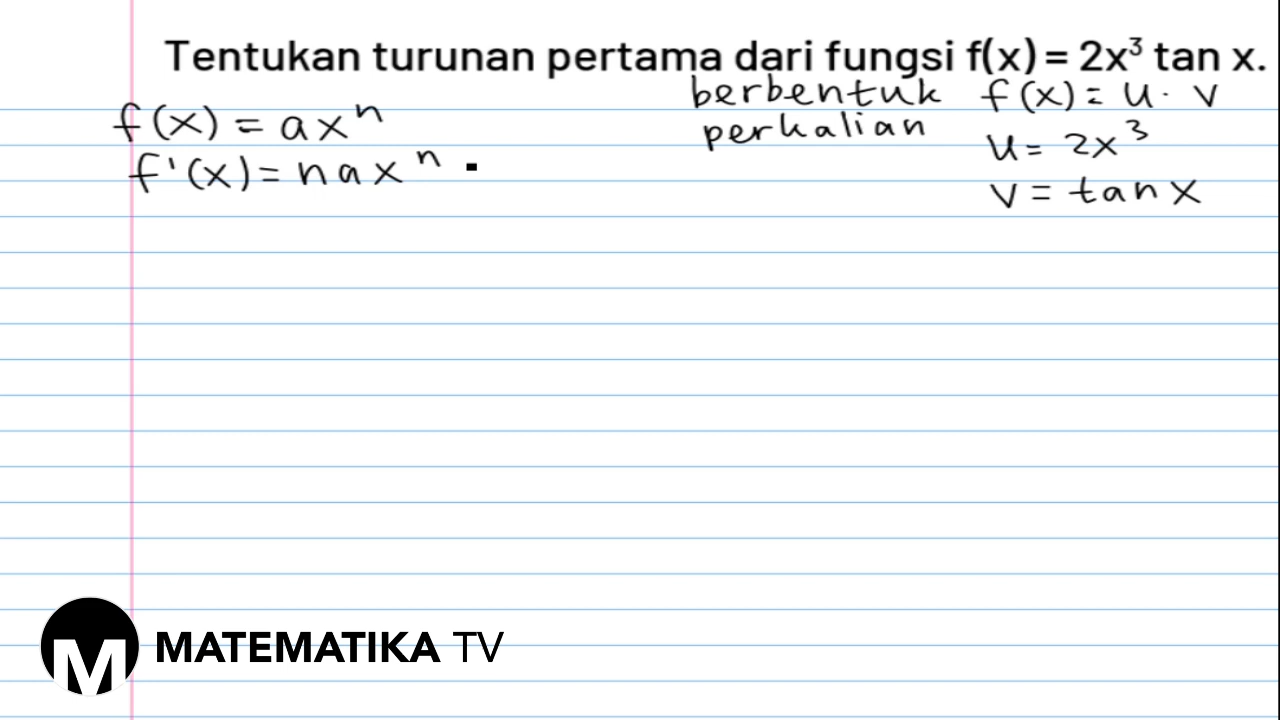 Tentukan turunan pertama dari fungsi f(x) = 2x³ tan x.
f(x) = axⁿ
f'(x) = naxⁿ
berbentuk
perkalian
f(x) = u · v
u = 2x³
v = tan x
M MATEMATIKA TV